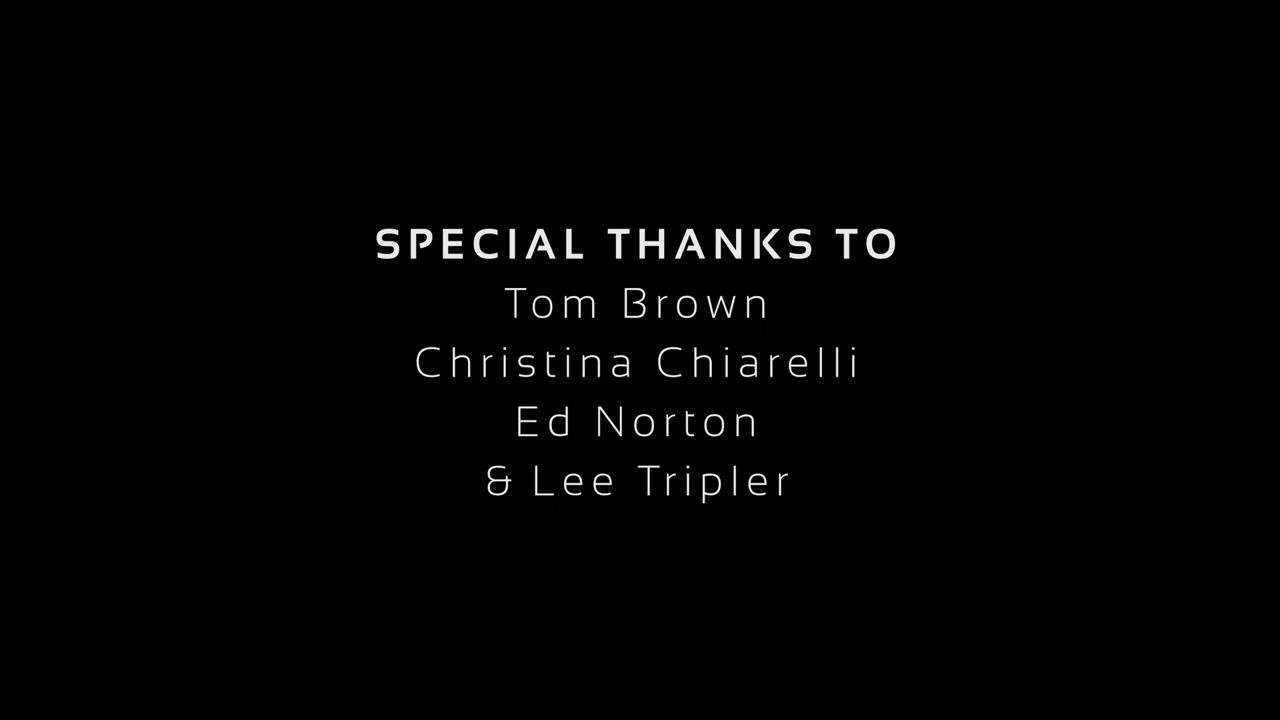 SPECIAL THANKS TO
Tom Brown
Christina Chiarelli
Ed Norton
& Lee Tripler